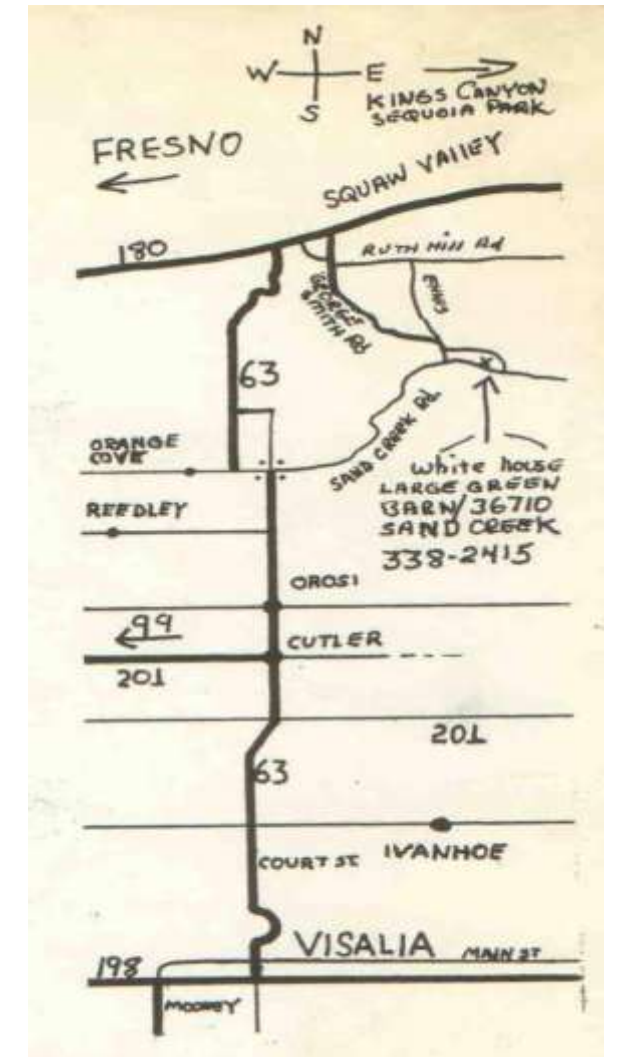 N
W E
S
KINGS CANYON
SEQUOIA PARK
FRESNO
SQUAW VALLEY
180
RUTH HILL Rd
GEORGE
SMITH Rd
63
SAND CREEK Rd.
ORANGE
COVE
White house
LARGE GREEN
BARN/36710
SAND CREEK
338-2415
REEDLEY
OROSI
99
CUTLER
201
201
63
COURT ST.
IVANHOE
VISALIA
MAIN ST
198
MOONEY